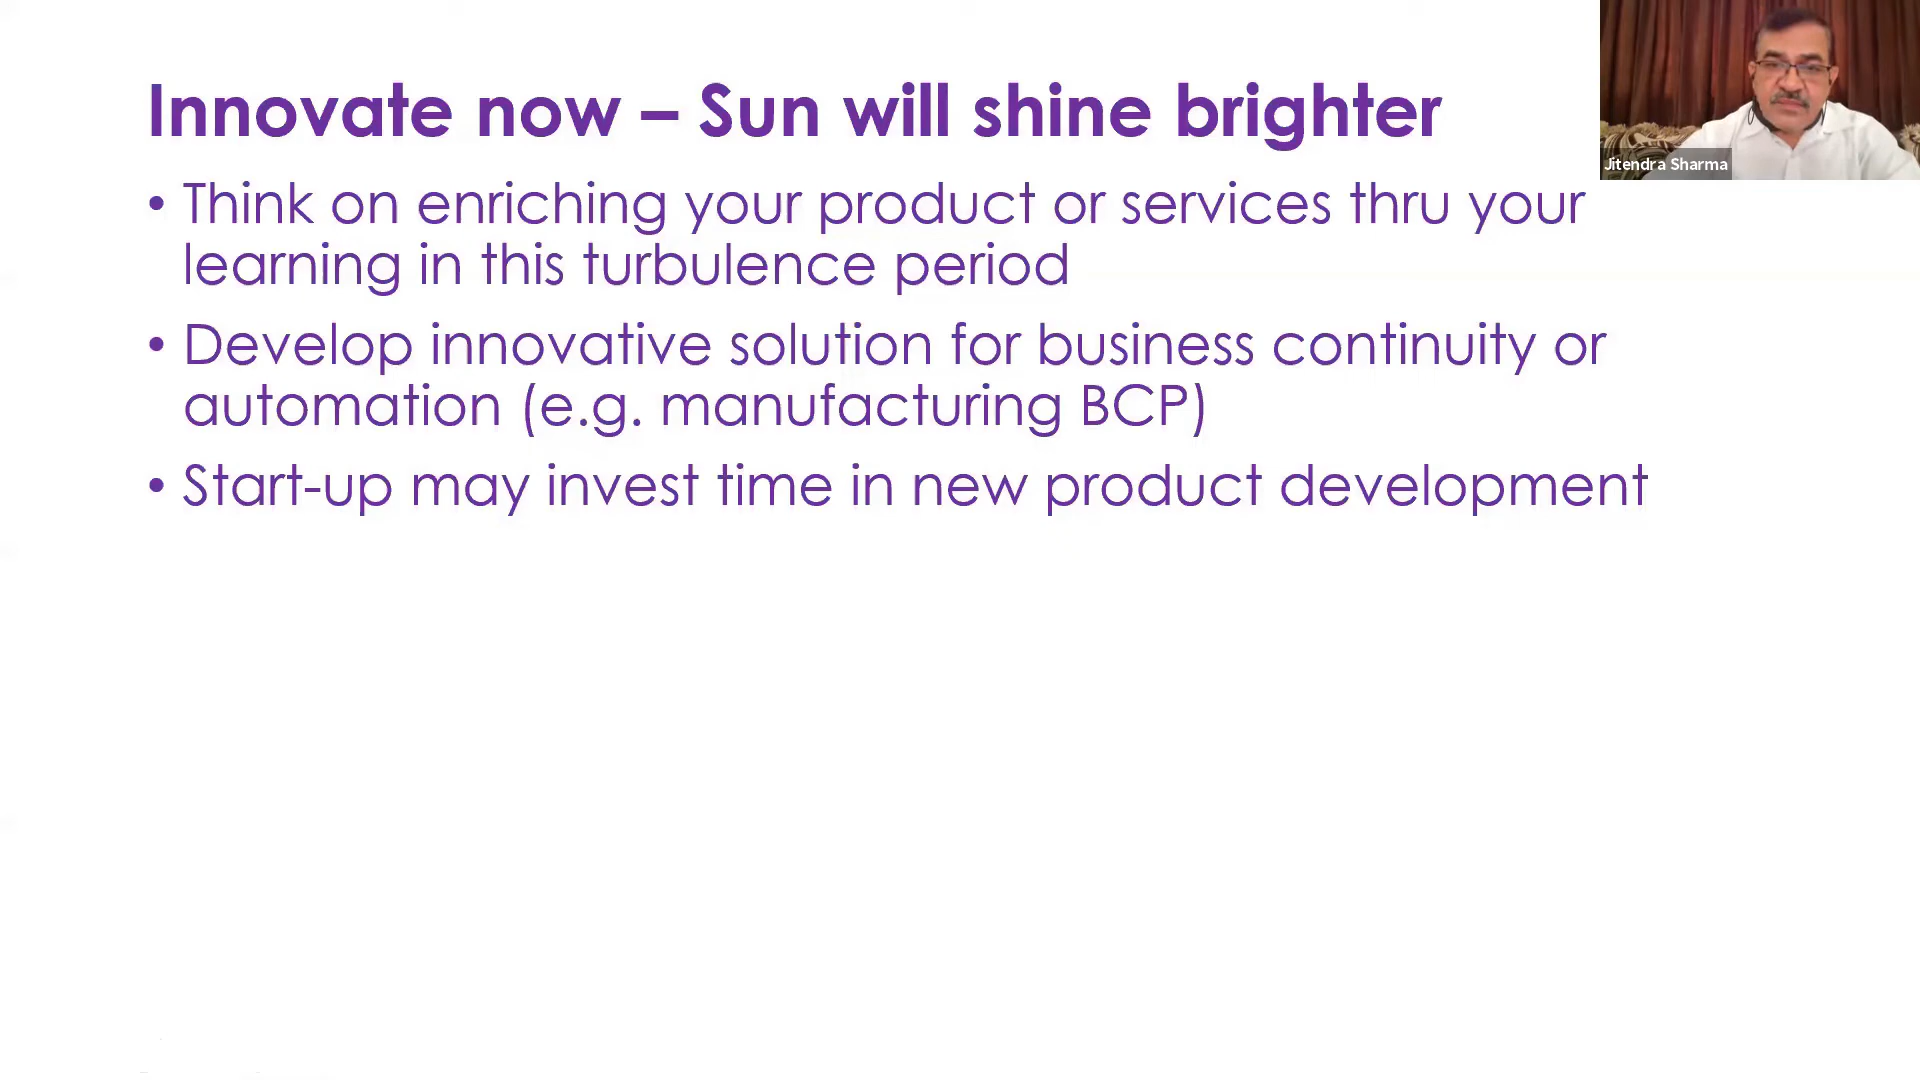 Innovate now – Sun will shine brighter
• Think on enriching your product or services thru your
learning in this turbulence period
• Develop innovative solution for business continuity or
automation (e.g. manufacturing BCP)
• Start-up may invest time in new product development
Jitendra Sharma